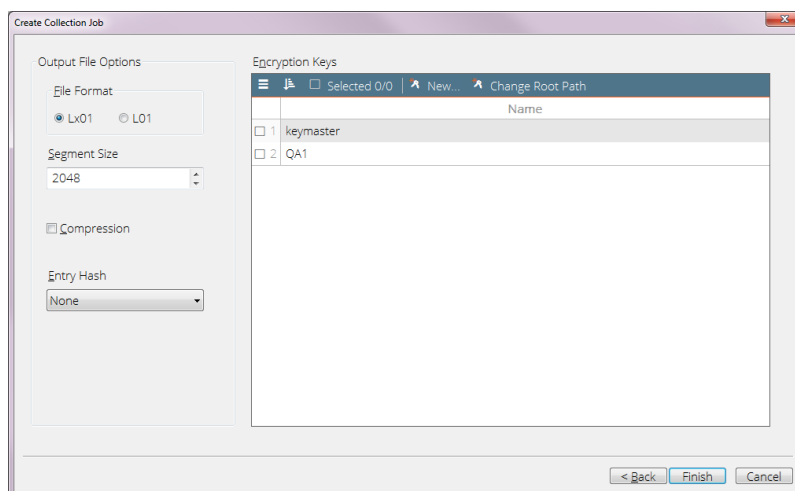 Create Collection Job
Output File Options
File Format
Lx01
L01
Segment Size
2048
Compression
Entry Hash
None
Encryption Keys
Selected 0/0
New...
Change Root Path
Name
1 keymaster
2 QA1
< Back
Finish
Cancel